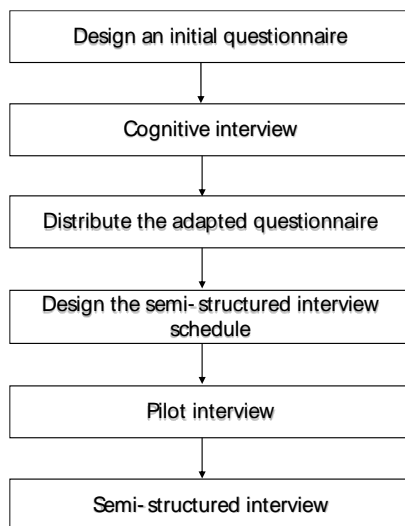 Design an initial questionnaire
Cognitive interview
Distribute the adapted questionnaire
Design the semi-structured interview
schedule
Pilot interview
Semi-structured interview